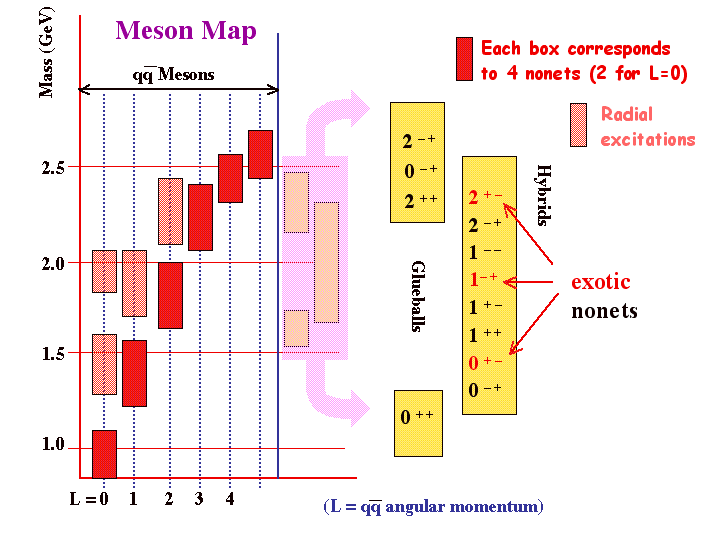 Meson Map
Mass (GeV)
qq̅ Mesons
Each box corresponds
to 4 nonets (2 for L=0)
Radial
excitations
2.5
2.0
1.5
1.0
L = 0 1 2 3 4
2 ⁻⁺
0 ⁻⁺
2 ⁺⁺
Glueballs
0 ⁺⁺
Hybrids
2 ⁺⁻
2 ⁻⁺
1 ⁻⁻
1 ⁻⁺
1 ⁺⁻
1 ⁺⁺
0 ⁺⁻
0 ⁻⁺
exotic
nonets
(L = qq̅ angular momentum)